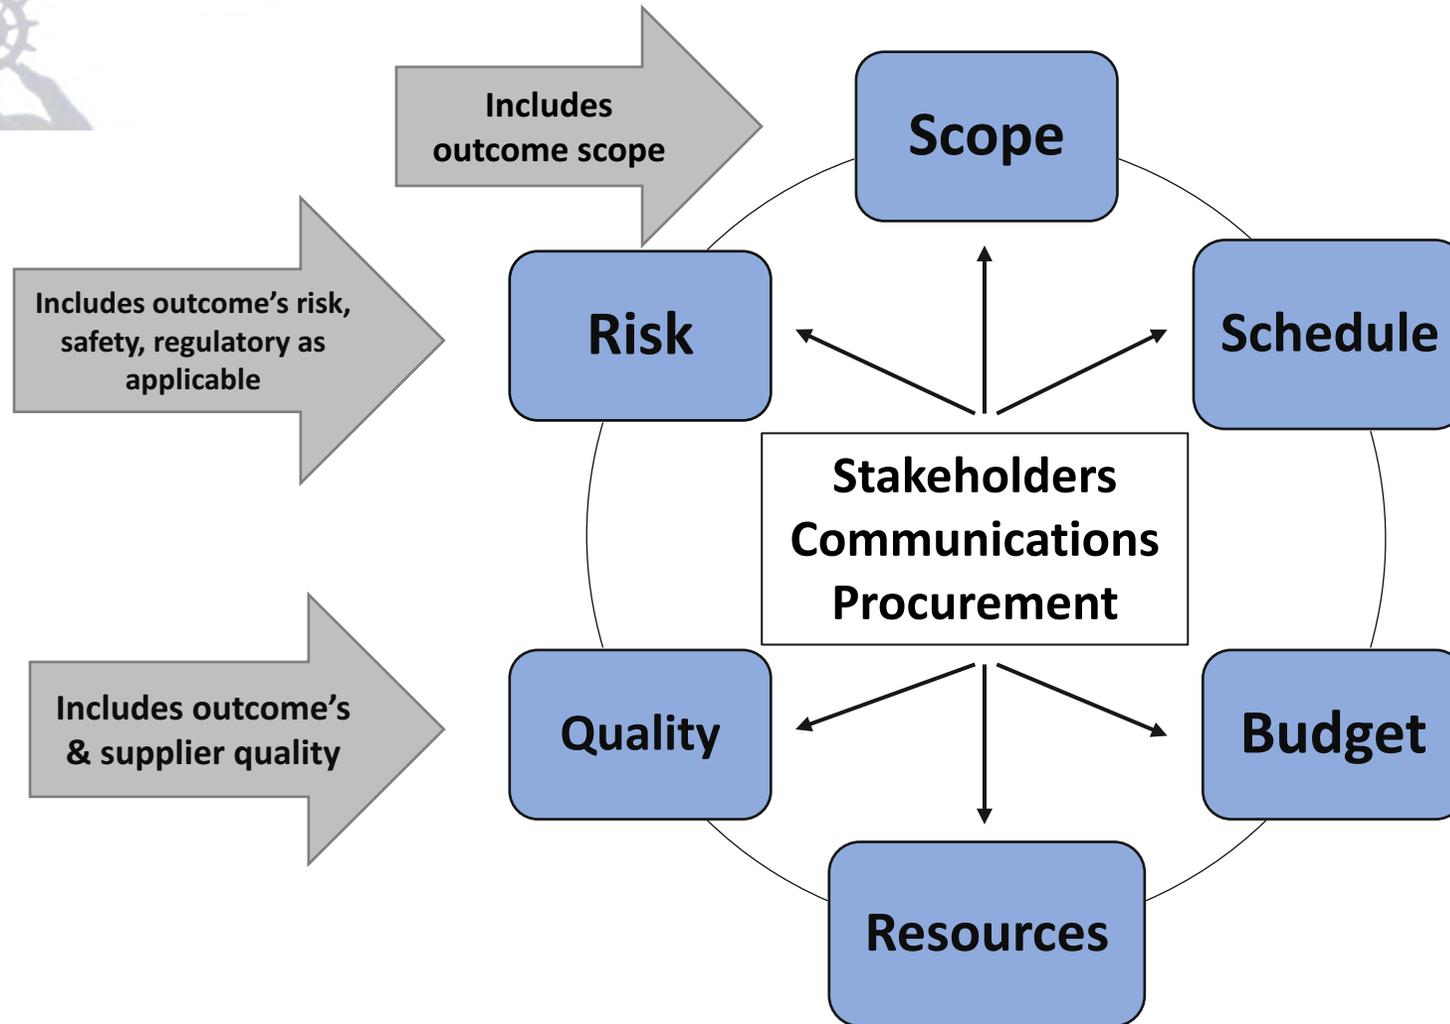 Includes
outcome scope
Scope
Includes outcome’s risk,
safety, regulatory as
applicable
Risk
Schedule
Stakeholders
Communications
Procurement
Includes outcome’s
& supplier quality
Quality
Budget
Resources